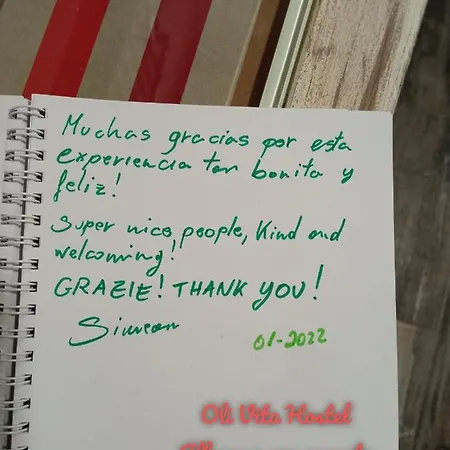 Muchas gracias por esta
experiencia tan bonita y
feliz!
Super nice people, Kind and
welcoming!
GRAZIE! THANK YOU!
Simeon
01-2022
Oli Vita Hostel